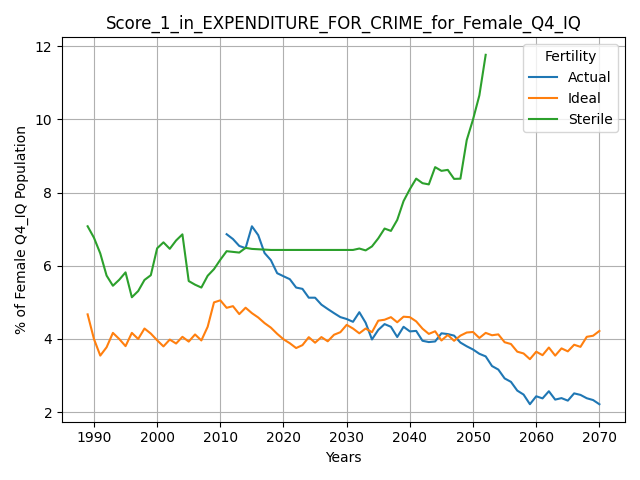 Score_1_in_EXPENDITURE_FOR_CRIME_for_Female_Q4_IQ
Fertility
Actual
Ideal
Sterile
% of Female Q4_IQ Population
12
10
8
6
4
2
1990 2000 2010 2020 2030 2040 2050 2060 2070
Years